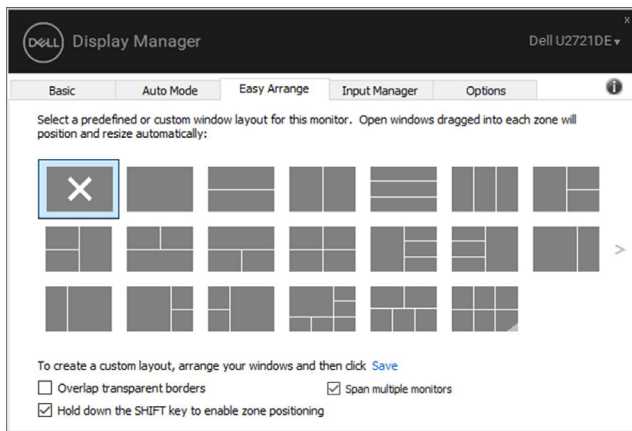 x
DELL Display Manager Dell U2721DE
Basic Auto Mode Easy Arrange Input Manager Options
Select a predefined or custom window layout for this monitor. Open windows dragged into each zone will
position and resize automatically:
To create a custom layout, arrange your windows and then click Save
Overlap transparent borders Span multiple monitors
Hold down the SHIFT key to enable zone positioning